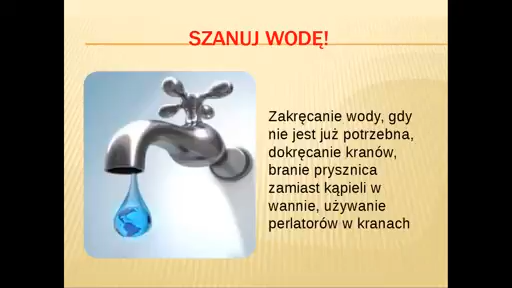 SZANUJ WODĘ!
Zakręcanie wody, gdy
nie jest już potrzebna,
dokręcanie kranów,
branie prysznica
zamiast kąpieli w
wannie, używanie
perlatorów w kranach